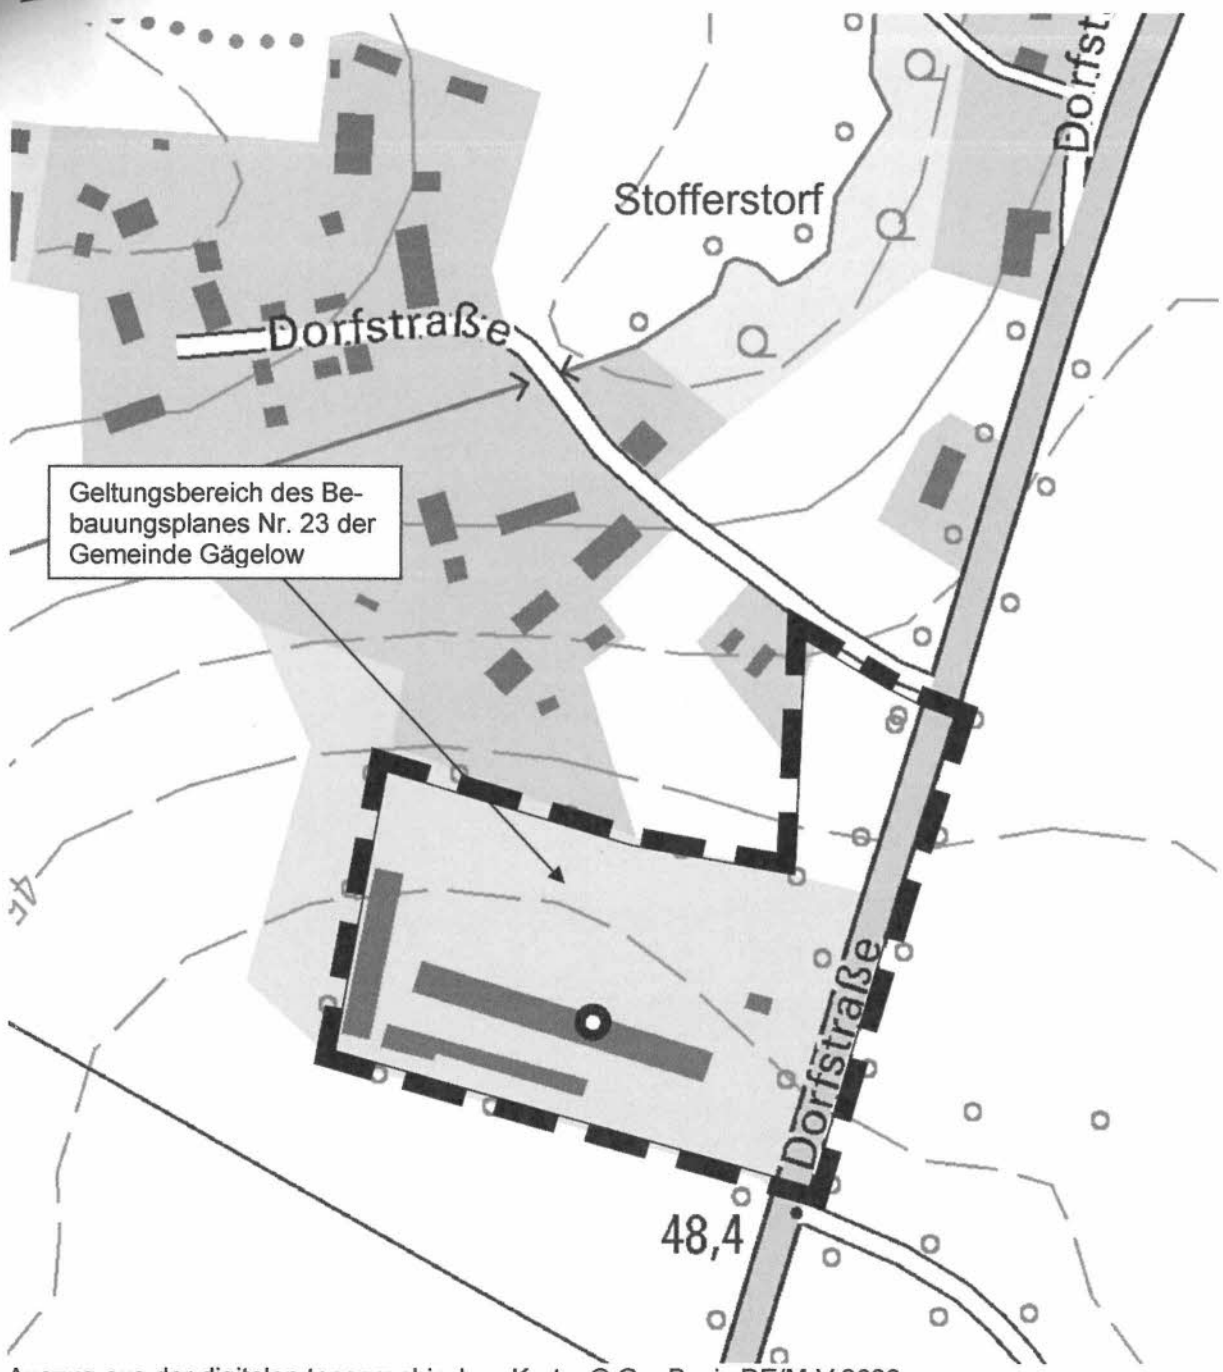 Dorfst
Stofferstorf
Dorfstraße
Geltungsbereich des Be-
bauungsplanes Nr. 23 der
Gemeinde Gägelow
Dorfstraße
48,4